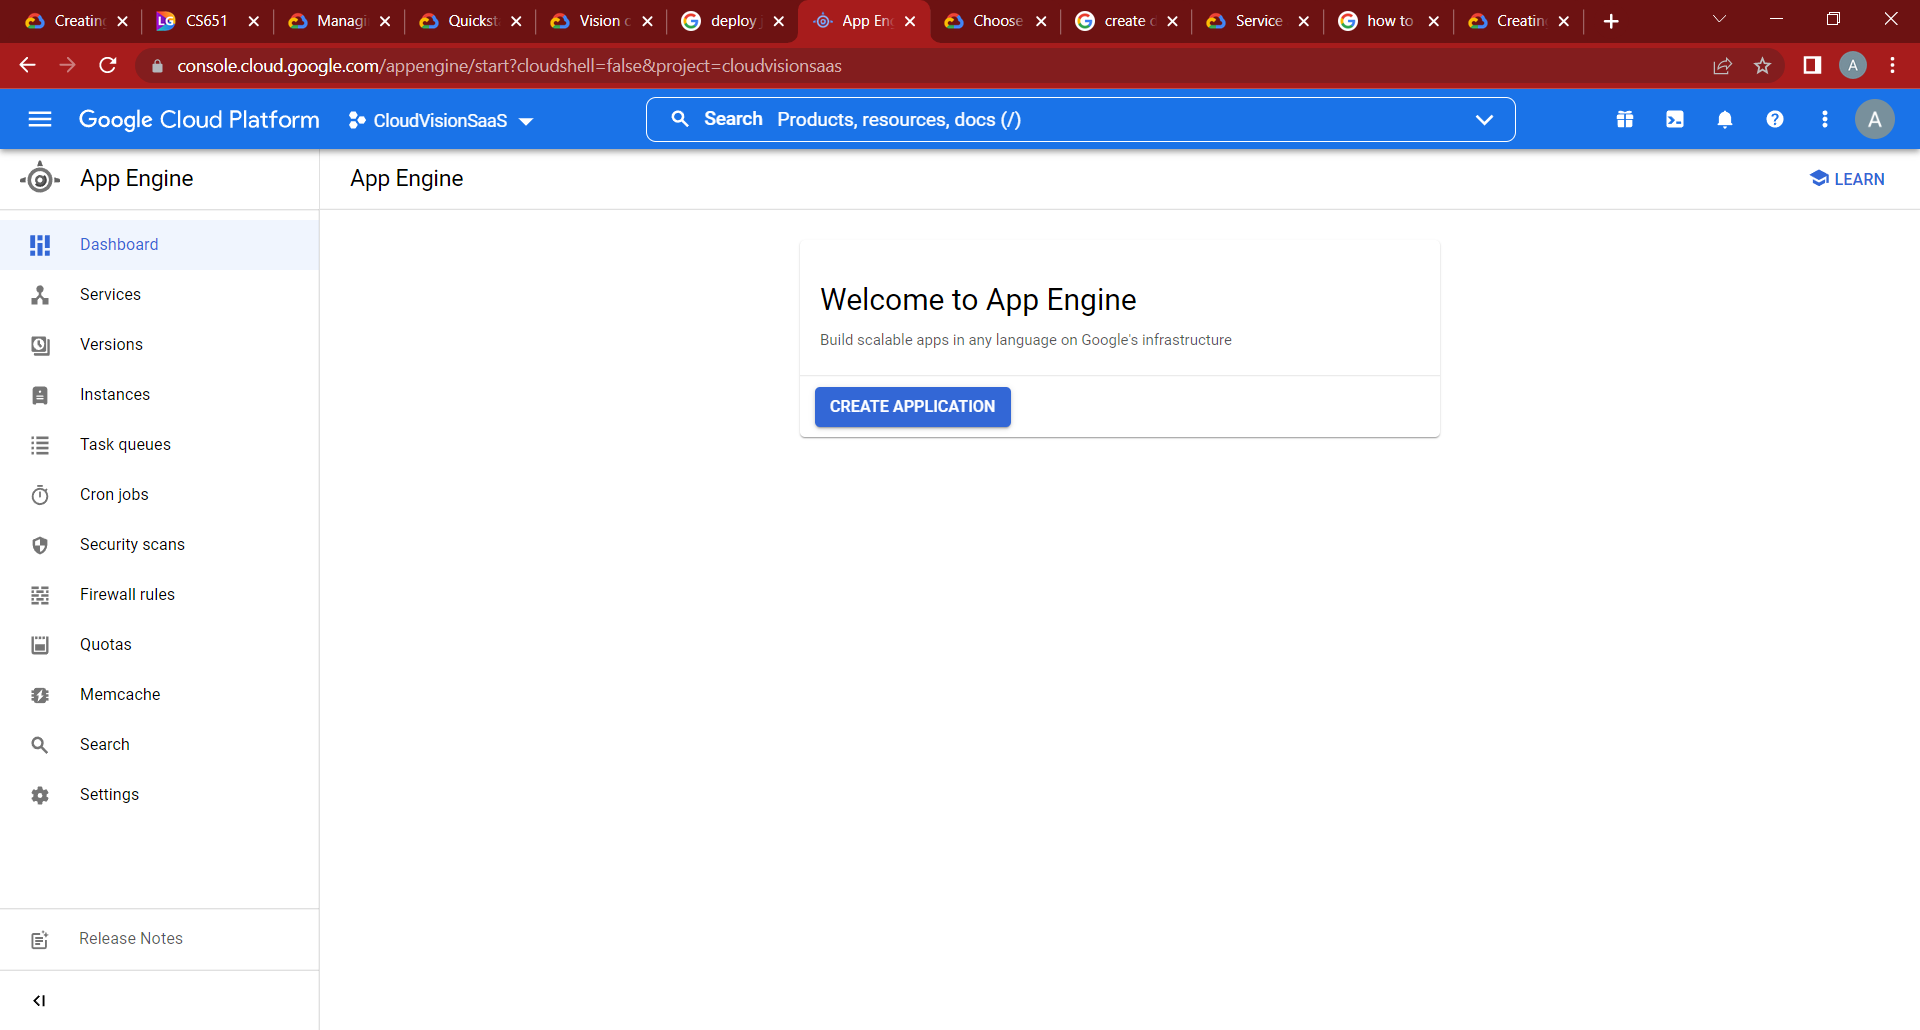 Creatin
CS651
Managi
Quickst
Vision c
deploy j
App En
Choose
create c
Service
how to
Creatin
console.cloud.google.com/appengine/start?cloudshell=false&project=cloudvisionsaas
A
Google Cloud Platform
CloudVisionSaaS
Search Products, resources, docs (/)
A
App Engine
App Engine
LEARN
Dashboard
Services
Versions
Instances
Task queues
Cron jobs
Security scans
Firewall rules
Quotas
Memcache
Search
Settings
Release Notes
Welcome to App Engine
Build scalable apps in any language on Google's infrastructure
CREATE APPLICATION